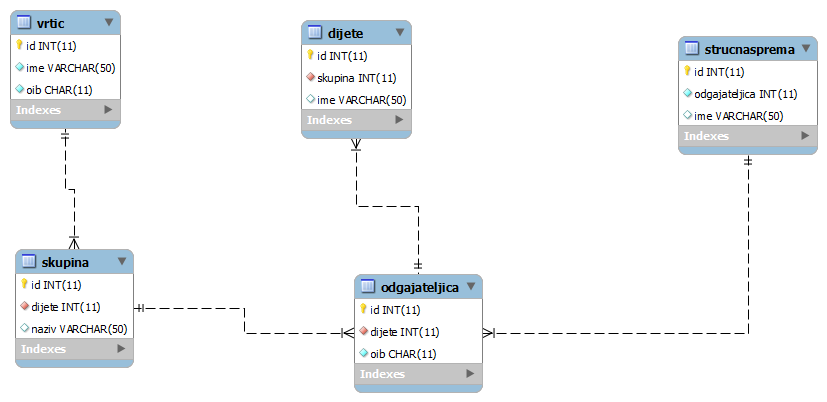 vrtic
id INT(11)
ime VARCHAR(50)
oib CHAR(11)
Indexes
dijete
id INT(11)
skupina INT(11)
ime VARCHAR(50)
Indexes
strucnasprema
id INT(11)
odgajateljica INT(11)
ime VARCHAR(50)
Indexes
skupina
id INT(11)
dijete INT(11)
naziv VARCHAR(50)
Indexes
odgajateljica
id INT(11)
dijete INT(11)
oib CHAR(11)
Indexes